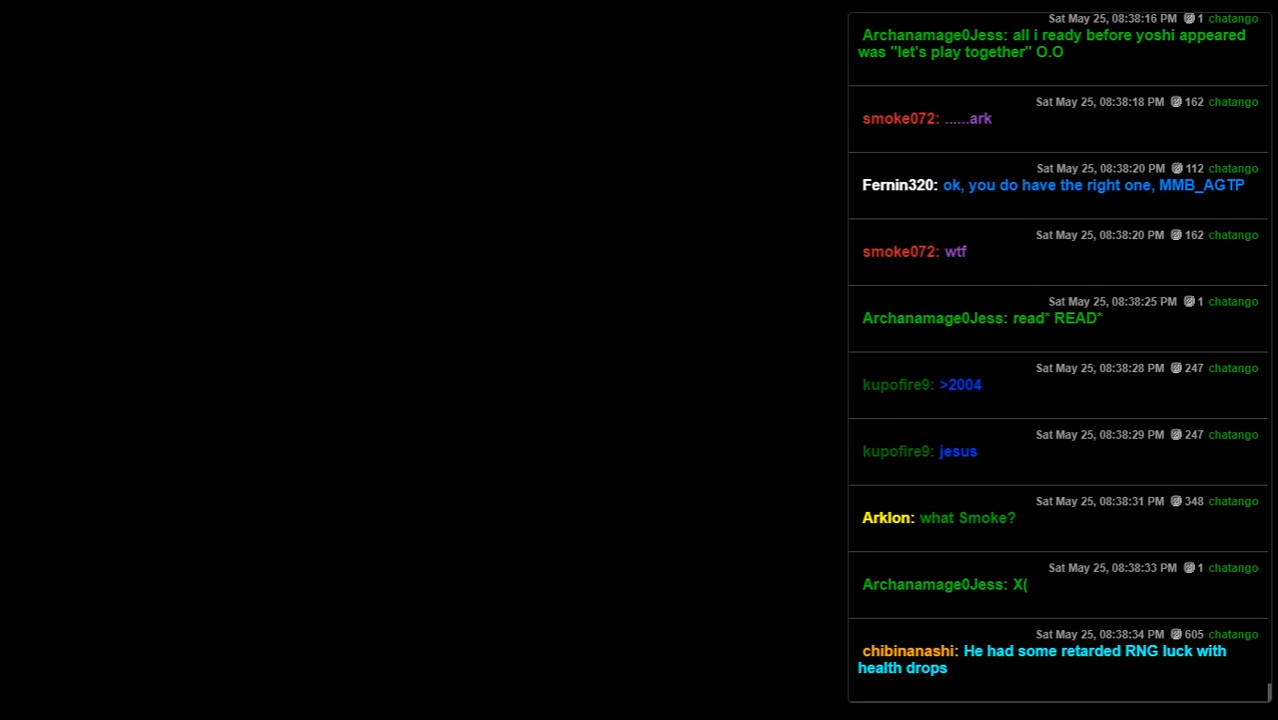 Sat May 25, 08:38:16 PM 1 chatango
Archanamage0Jess: all i ready before yoshi appeared
was "let's play together" O.O
Sat May 25, 08:38:18 PM 162 chatango
smoke072: ......ark
Sat May 25, 08:38:20 PM 112 chatango
Fernin320: ok, you do have the right one, MMB_AGTP
Sat May 25, 08:38:20 PM 162 chatango
smoke072: wtf
Sat May 25, 08:38:25 PM 1 chatango
Archanamage0Jess: read* READ*
Sat May 25, 08:38:28 PM 247 chatango
kupofire9: >2004
Sat May 25, 08:38:29 PM 247 chatango
kupofire9: jesus
Sat May 25, 08:38:31 PM 348 chatango
Arklon: what Smoke?
Sat May 25, 08:38:33 PM 1 chatango
Archanamage0Jess: X(
Sat May 25, 08:38:34 PM 605 chatango
chibinanashi: He had some retarded RNG luck with
health drops